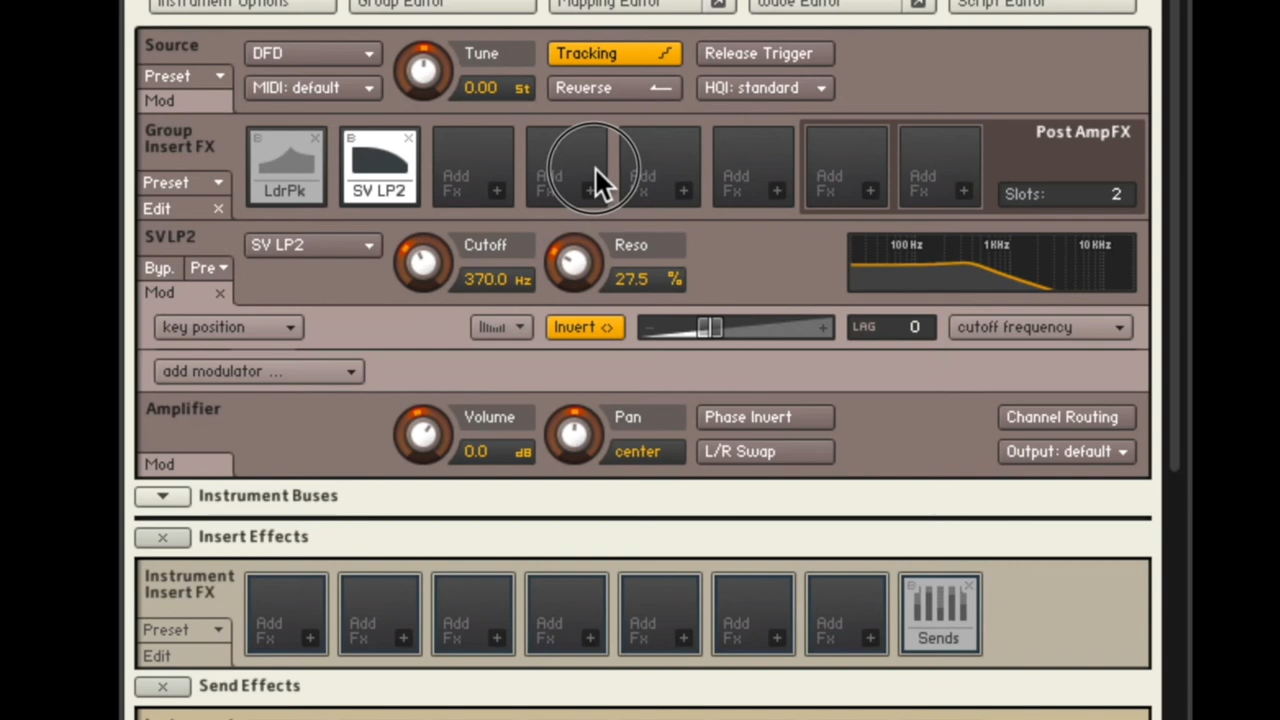 Instrument Options Group Editor Mapping Editor Wave Editor Script Editor
Source DFD Tune Tracking Release Trigger
Preset MIDI: default 0.00 St Reverse HQI: standard
Mod
Group Insert FX Post AmpFX
B X B X
Preset Add Fx + Add Fx + Add Fx + Add Fx + Add Fx + Add Fx + Slots: 2
Edit × LdrPk SV LP2
SV LP2 SV LP2 Cutoff Reso 100 Hz 1KHz 10 KHz
Byp. Pre 370.0 Hz 27.5 %
Mod ×
key position Invert <> - + LAG 0 cutoff frequency
add modulator ...
Amplifier Volume Pan Phase Invert Channel Routing
0.0 dB center L/R Swap Output: default
Mod
Instrument Buses
× Insert Effects
Instrument Insert FX B X
Preset Add Fx + Add Fx + Add Fx + Add Fx + Add Fx + Add Fx + Add Fx + Sends
Edit
× Send Effects